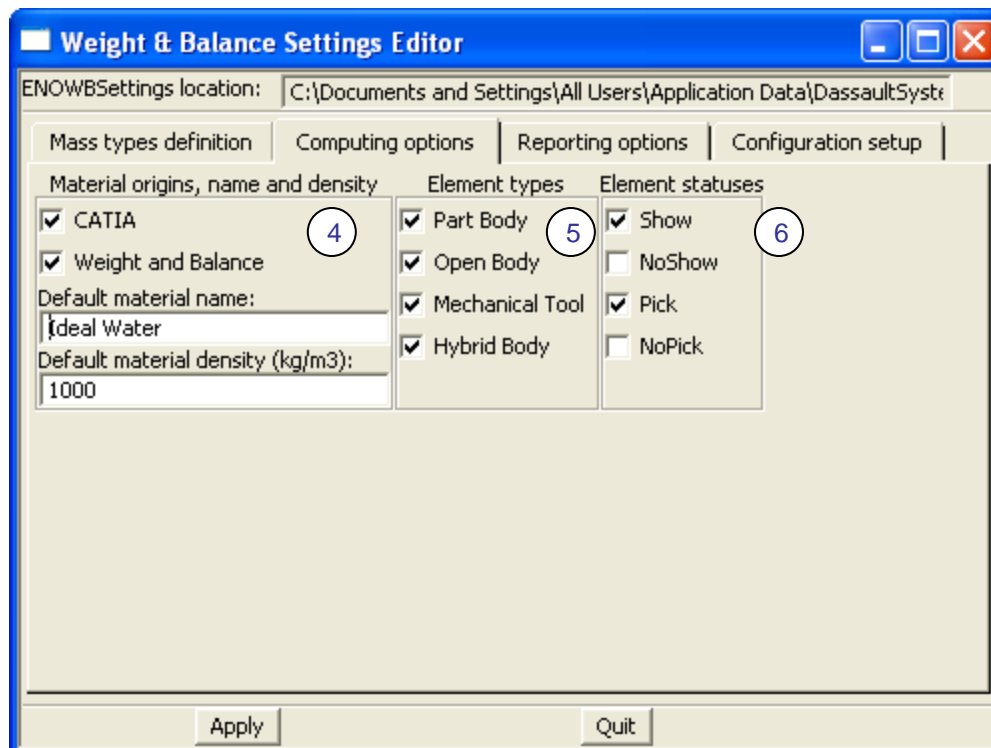 Weight & Balance Settings Editor
ENOWBSettings location: C:\Documents and Settings\All Users\Application Data\DassaultSyste
Mass types definition Computing options Reporting options Configuration setup
Material origins, name and density Element types Element statuses
CATIA 4 Part Body 5 Show 6
Weight and Balance Open Body NoShow
Default material name: Mechanical Tool Pick
Ideal Water
Default material density (kg/m3): Hybrid Body NoPick
1000
Apply Quit